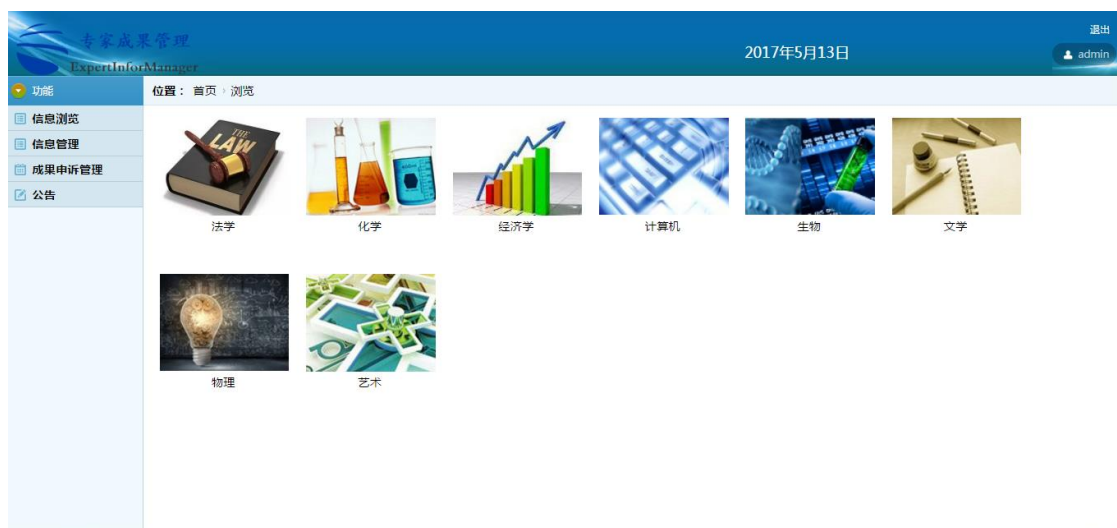 专家成果管理
ExpertInforManager
2017年5月13日
退出
admin
功能
位置： 首页 › 浏览
信息浏览
信息管理
成果申诉管理
公告
THE
LAW
法学
化学
经济学
计算机
生物
文学
物理
艺术